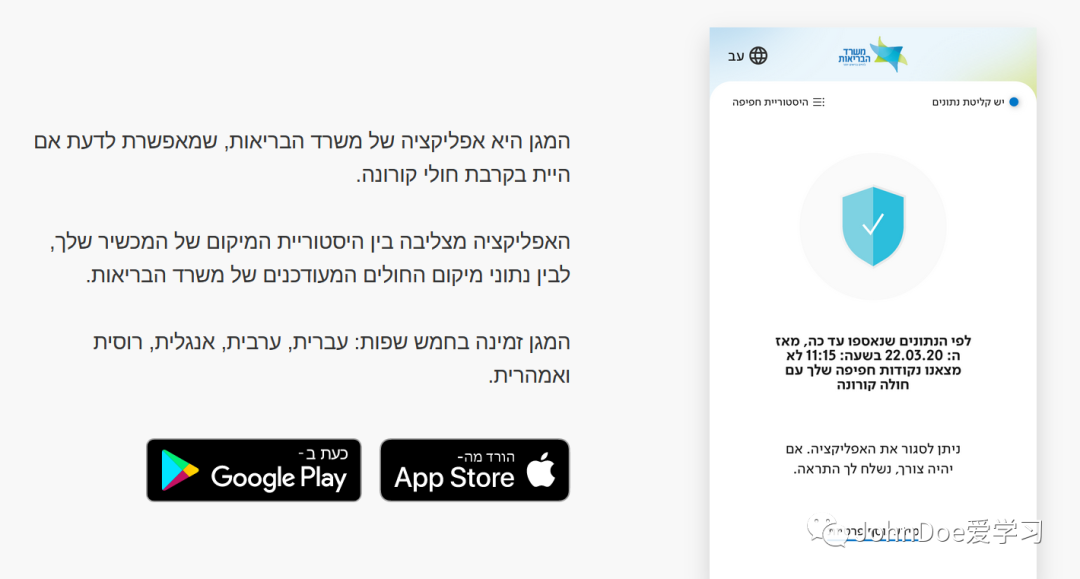 המגן היא אפליקציה של משרד הבריאות, שמאפשרת לדעת אם
היית בקרבת חולי קורונה.
האפליקציה מצליבה בין היסטוריית המיקום של המכשיר שלך,
לבין נתוני מיקום החולים המעודכנים של משרד הבריאות.
המגן זמינה בחמש שפות: עברית, ערבית, אנגלית, רוסית
ואמהרית.
הורד מה-
App Store
כעת ב-
Google Play
עב
משרד
הבריאות
יש קליטת נתונים
היסטוריית חפיפה
לפי הנתונים שנאספו עד כה, מאז
ה: 22.03.20 בשעה: 11:15 לא
מצאנו נקודות חפיפה שלך עם
חולה קורונה
ניתן לסגור את האפליקציה. אם
יהיה צורך, נשלח לך התראה.
JohnDoe爱学习